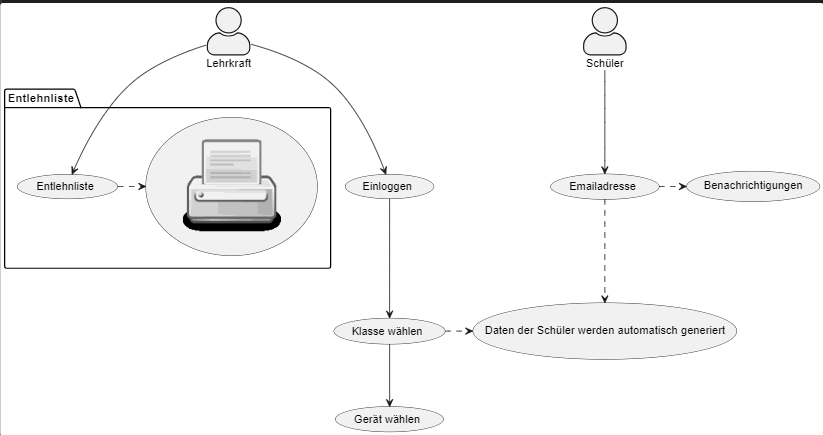 Lehrkraft
Schüler
Entlehnliste
Entlehnliste
Einloggen
Emailadresse
Benachrichtigungen
Klasse wählen
Daten der Schüler werden automatisch generiert
Gerät wählen